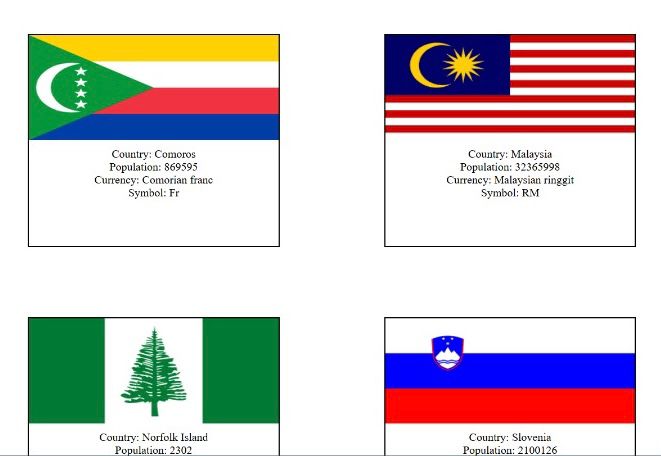 Country: Comoros
Population: 869595
Currency: Comorian franc
Symbol: Fr
Country: Malaysia
Population: 32365998
Currency: Malaysian ringgit
Symbol: RM
Country: Norfolk Island
Population: 2302
Country: Slovenia
Population: 2100126